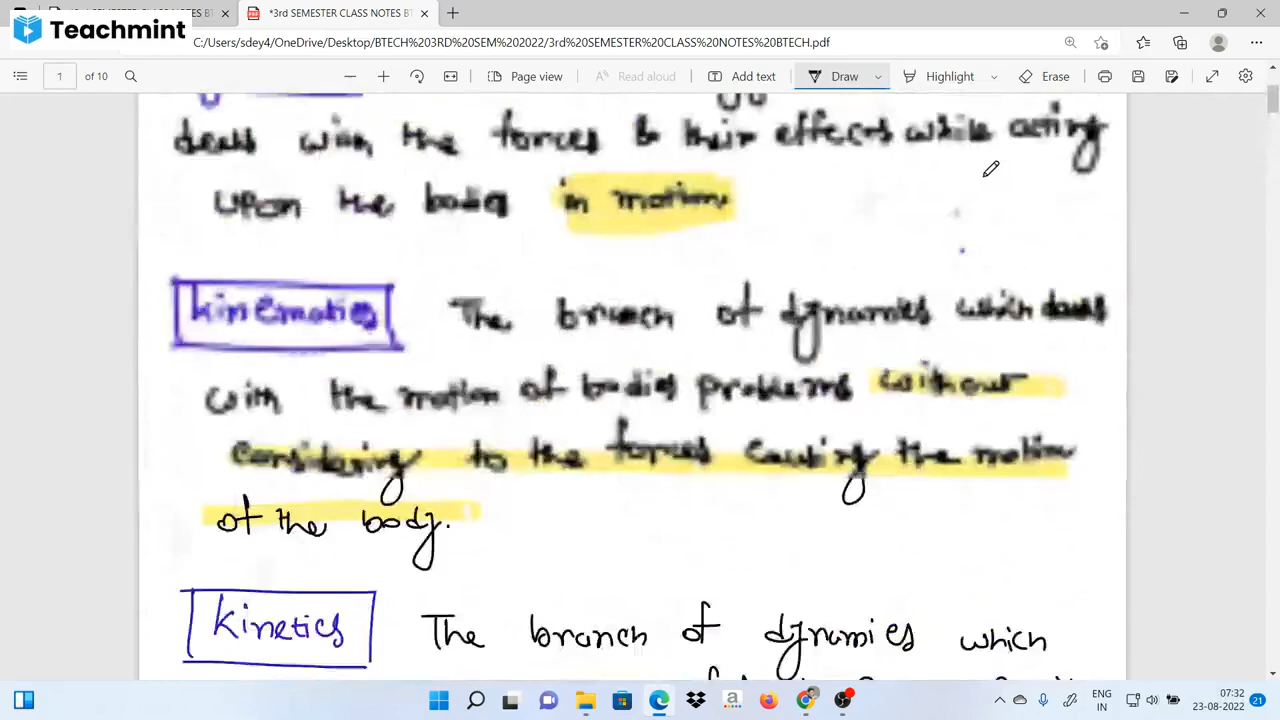 *3rd SEMESTER CLASS NOTES BT
Teachmint
C:/Users/sdey4/OneDrive/Desktop/BTECH%203RD%20SEM%202022/3rd%20SEMESTER%20CLASS%20NOTES%20BTECH.pdf
1 of 10 Page view Read aloud Add text Draw Highlight Erase
deals with the forces & their effects while acting
upon the bodies in motion
kinematics The branch of dynamics which deals
with the motion of bodies problems without
considering to the forces causing the motion
of the body.
Kinetics The branch of dynamics which
ENG 07:32
IN 23-08-2022 21